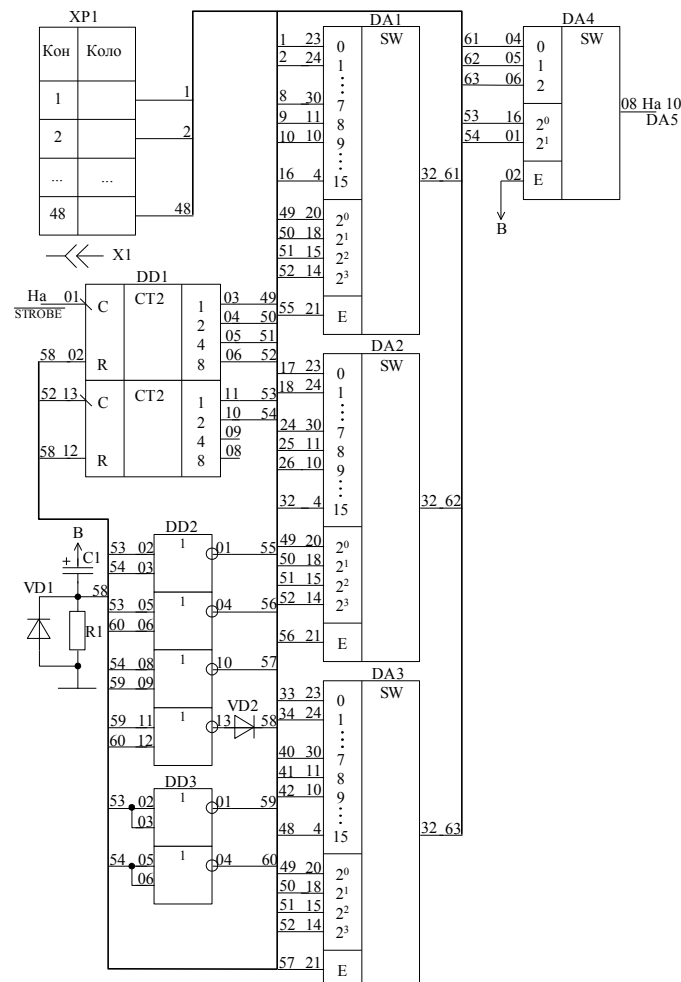 XP1
Кон Коло
1 1
2 2
... ...
48 48
X1
DD1
На 01 C CT2 1 03 49
STROBE 2 04 50
4 05 51
58 02 R 8 06 52
52 13 C CT2 1 11 53
2 10 54
4 09
58 12 R 8 08
DD2
53 02 1 01 55
54 03
53 05 1 04 56
60 06
54 08 1 10 57
59 09
59 11 1 13 VD2 58
60 12
B
+ C1
VD1 58
R1
DD3
53 02 1 01 59
03
54 05 1 04 60
06
DA1
SW
1 23 0
2 24 1
8 30 7
9 11 8
10 10 9
16 4 15 32 61
49 20 2⁰
50 18 2¹
51 15 2²
52 14 2³
55 21 E
DA2
SW
17 23 0
18 24 1
24 30 7
25 11 8
26 10 9
32 4 15 32 62
49 20 2⁰
50 18 2¹
51 15 2²
52 14 2³
56 21 E
DA3
SW
33 23 0
34 24 1
40 30 7
41 11 8
42 10 9
48 4 15 32 63
49 20 2⁰
50 18 2¹
51 15 2²
52 14 2³
57 21 E
DA4
SW
61 04 0
62 05 1
63 06 2
08 На 10
DA5
53 16 2⁰
54 01 2¹
02 E
B